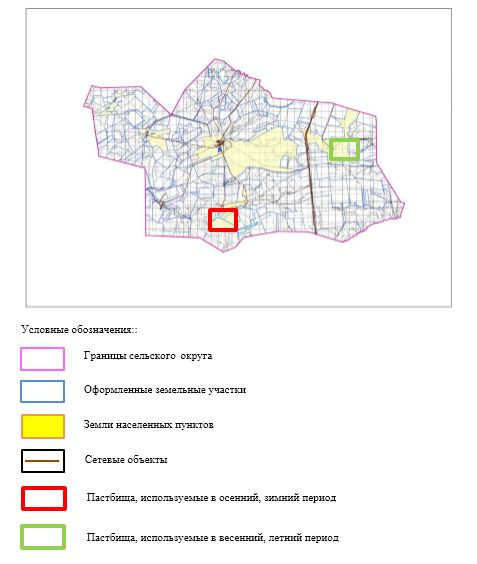 Условные обозначения::
Границы сельского округа
Оформленные земельные участки
Земли населенных пунктов
Сетевые объекты
Пастбища, используемые в осенний, зимний период
Пастбища, используемые в весенний, летний период